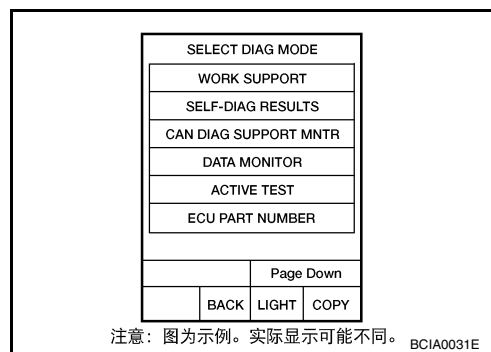 SELECT DIAG MODE
WORK SUPPORT
SELF-DIAG RESULTS
CAN DIAG SUPPORT MNTR
DATA MONITOR
ACTIVE TEST
ECU PART NUMBER
Page Down
BACK LIGHT COPY
注意：图为示例。实际显示可能不同。 BCIA0031E